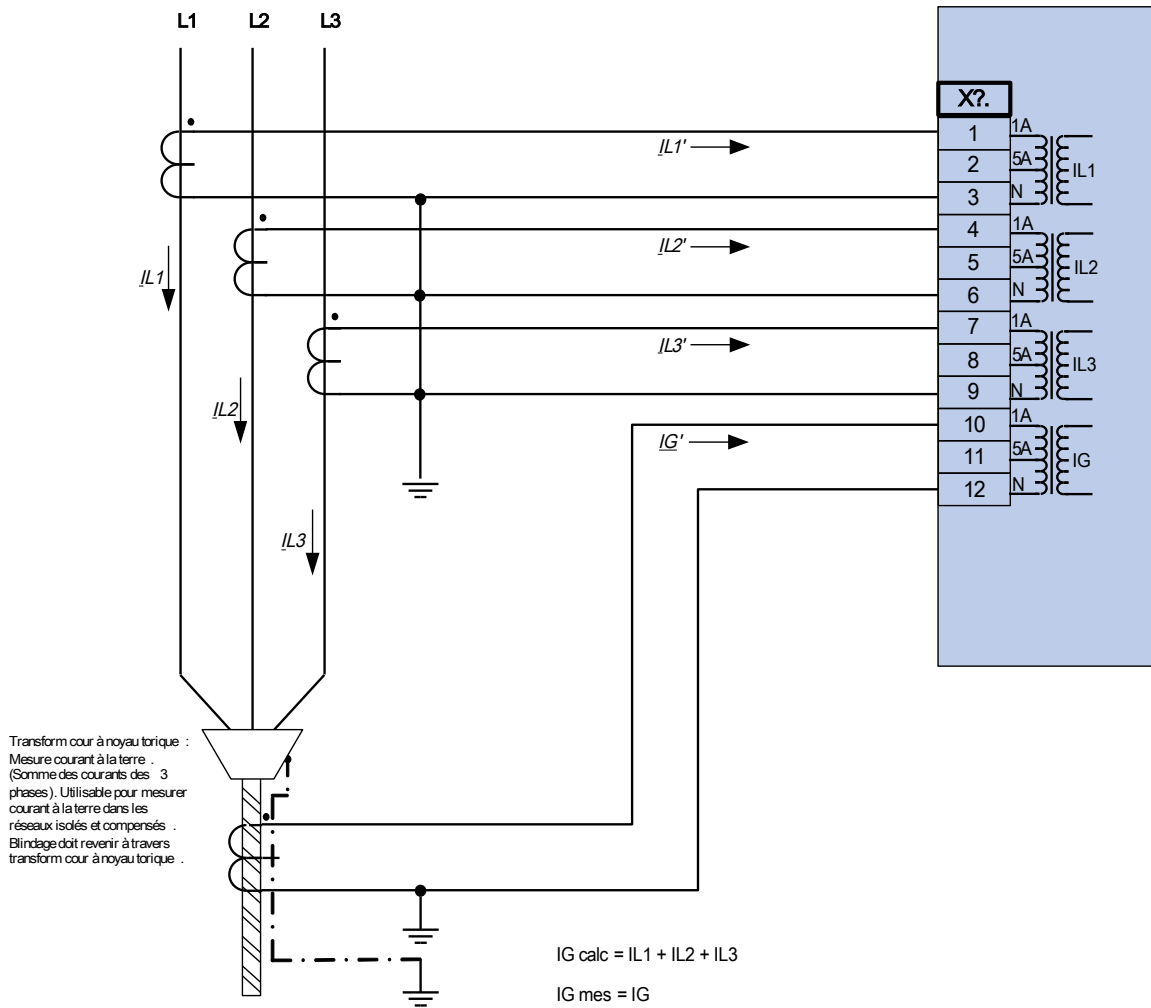 L1 L2 L3
X?.
1 1A
2 5A IL1
3 N
4 1A
5 5A IL2
6 N
7 1A
8 5A IL3
9 N
10 1A
11 5A IG
12 N
IL1'
IL2'
IL3'
IG'
IL1
IL2
IL3
Transform cour à noyau torique :
Mesure courant à la terre .
(Somme des courants des 3
phases). Utilisable pour mesurer
courant à la terre dans les
réseaux isolés et compensés .
Blindage doit revenir à travers
transform cour à noyau torique .
IG calc = IL1 + IL2 + IL3
IG mes = IG